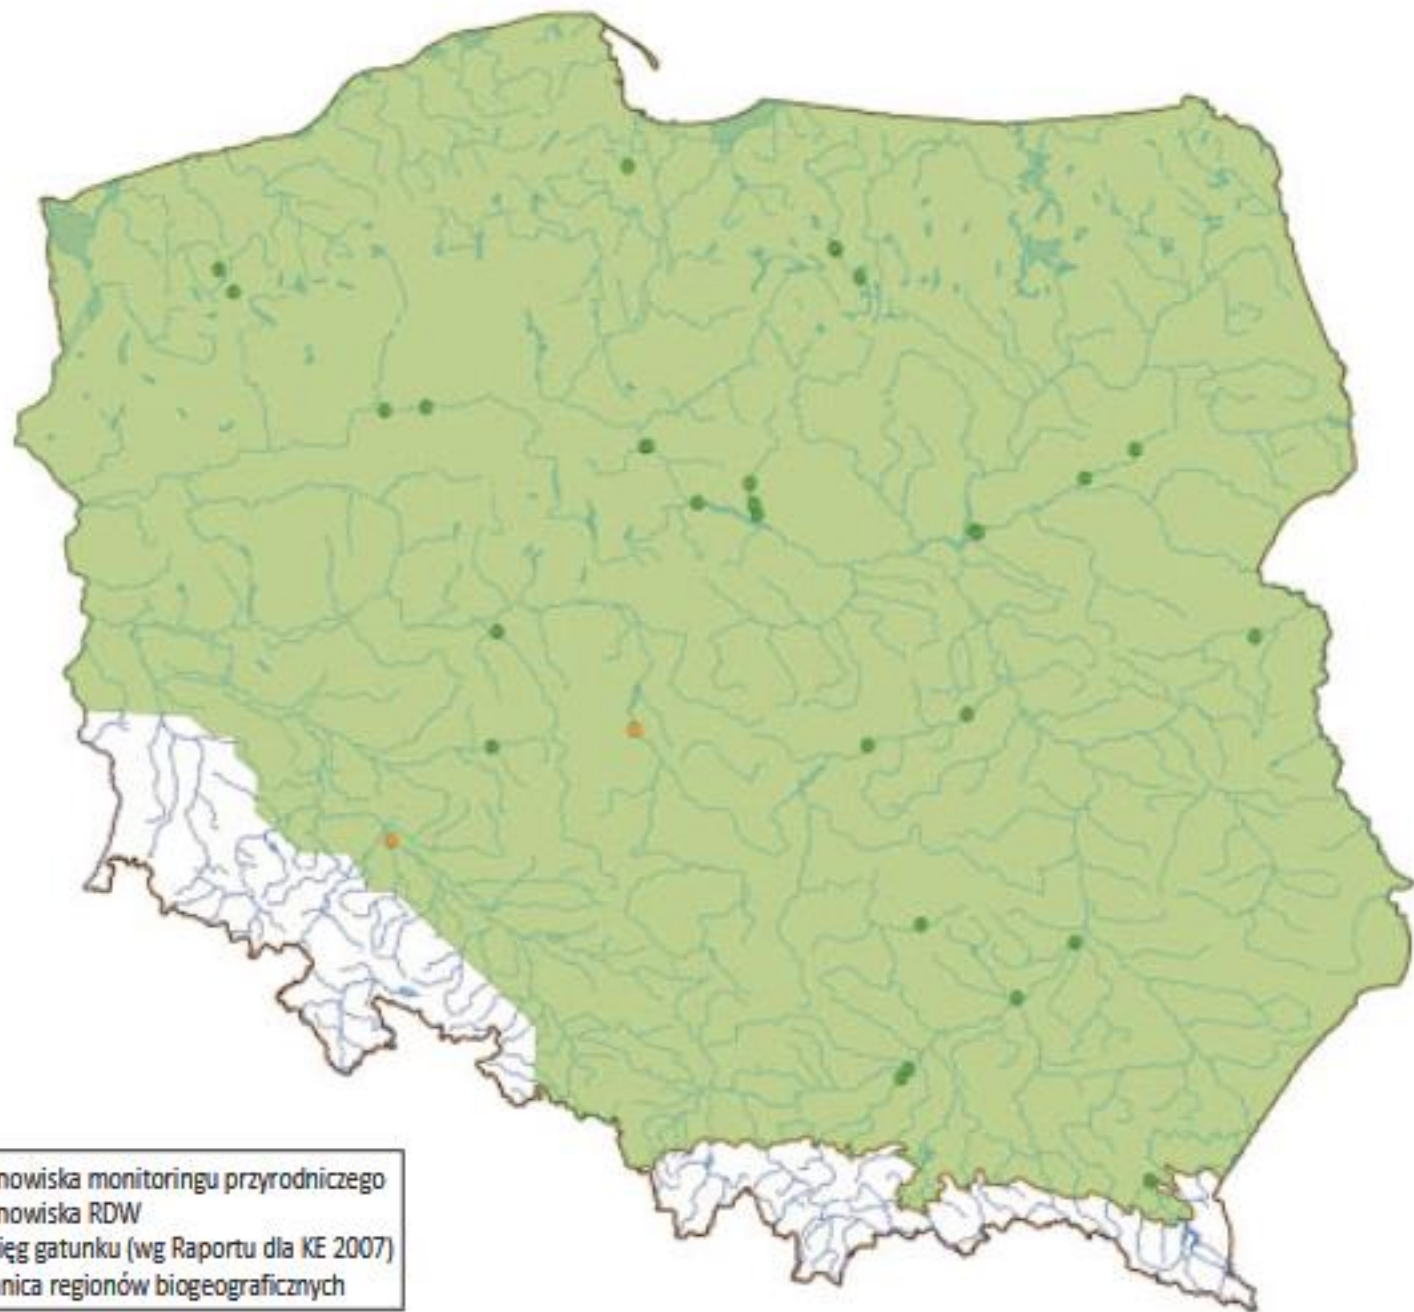 nowiska monitoringu przyrodniczego
nowiska RDW
ięg gatunku (wg Raportu dla KE 2007)
nica regionów biogeograficznych